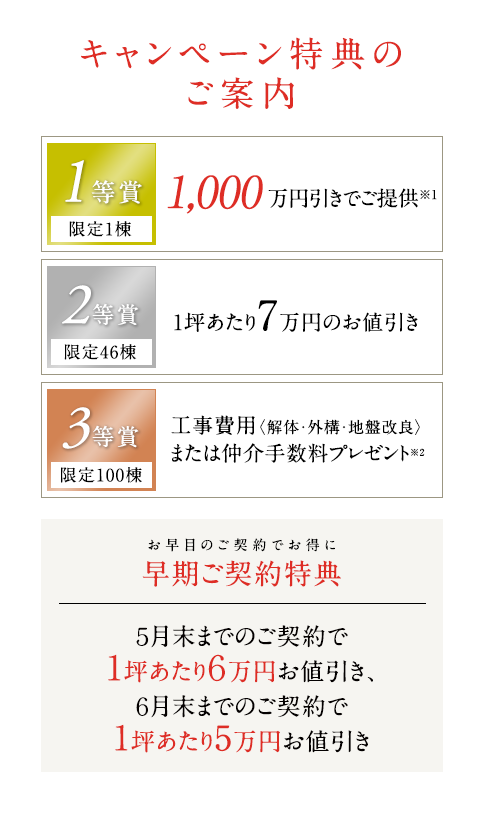 キャンペーン特典の
ご案内
1等賞
限定1棟
1,000万円引きでご提供※1
2等賞
限定46棟
1坪あたり7万円のお値引き
3等賞
限定100棟
工事費用〈解体・外構・地盤改良〉
または仲介手数料プレゼント※2
お早目のご契約でお得に
早期ご契約特典
5月末までのご契約で
1坪あたり6万円お値引き、
6月末までのご契約で
1坪あたり5万円お値引き